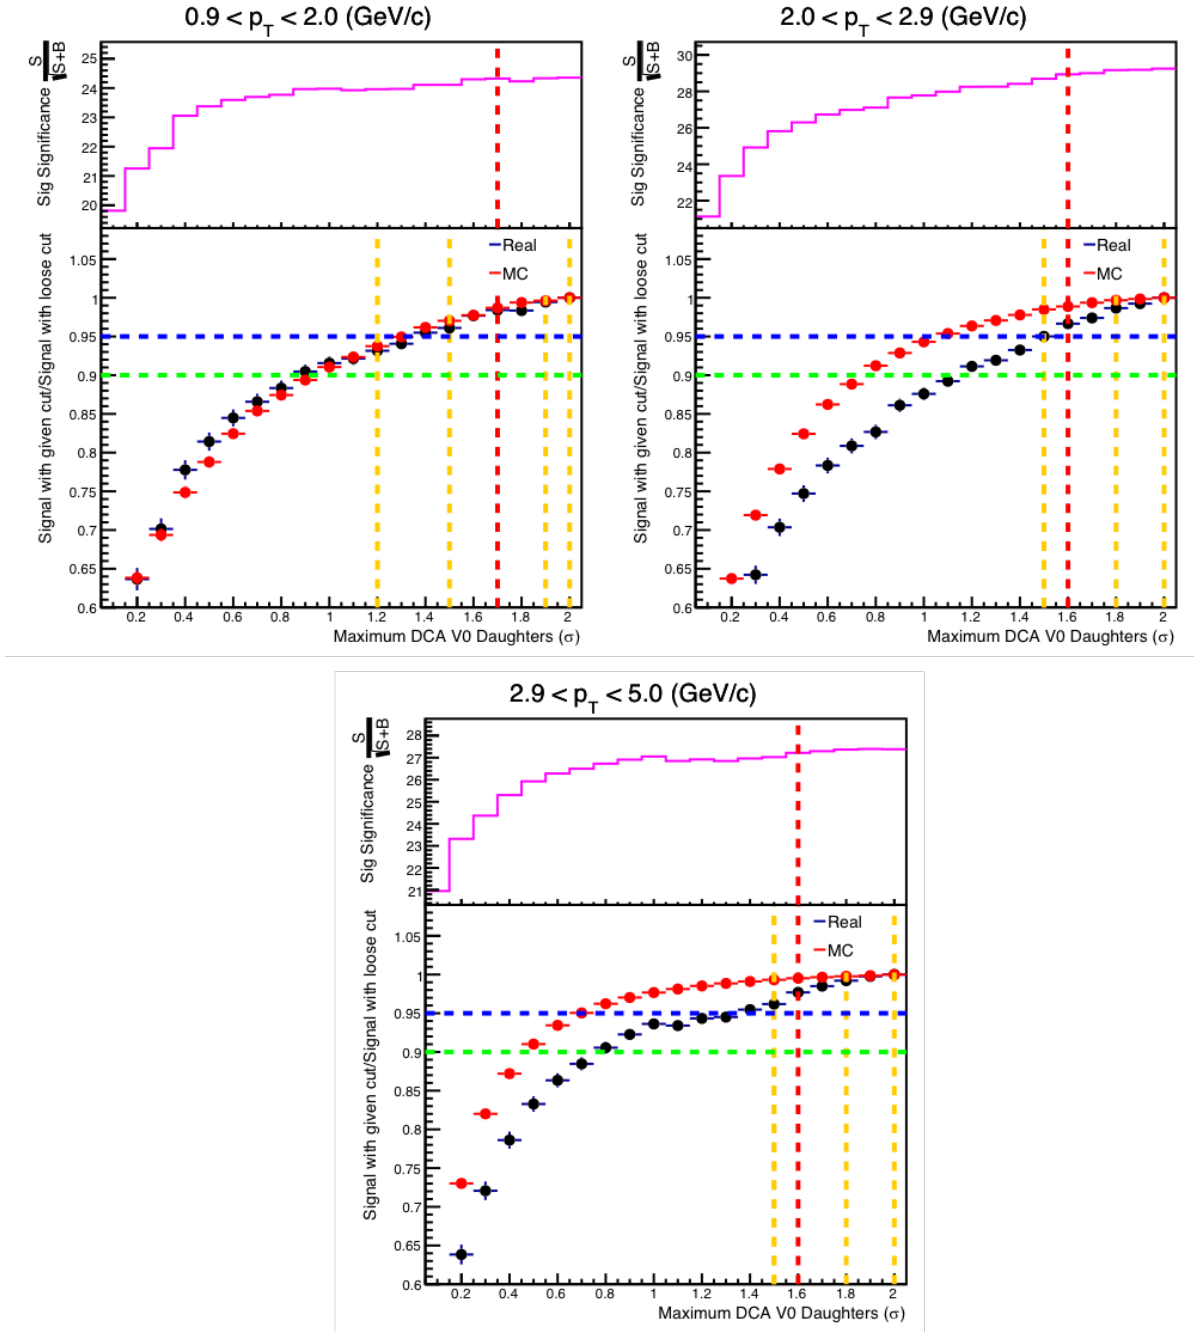 0.9 < pT < 2.0 (GeV/c)
Sig Significance S/√S+B
25
24
23
22
21
20
Signal with given cut/Signal with loose cut
Real
MC
1.05
1
0.95
0.9
0.85
0.8
0.75
0.7
0.65
0.6
0.2 0.4 0.6 0.8 1 1.2 1.4 1.6 1.8 2
Maximum DCA V0 Daughters (σ)
2.0 < pT < 2.9 (GeV/c)
Sig Significance S/√S+B
30
28
26
24
22
Signal with given cut/Signal with loose cut
Real
MC
1.05
1
0.95
0.9
0.85
0.8
0.75
0.7
0.65
0.6
0.2 0.4 0.6 0.8 1 1.2 1.4 1.6 1.8 2
Maximum DCA V0 Daughters (σ)
2.9 < pT < 5.0 (GeV/c)
Sig Significance S/√S+B
28
27
26
25
24
23
22
21
Signal with given cut/Signal with loose cut
Real
MC
1.05
1
0.95
0.9
0.85
0.8
0.75
0.7
0.65
0.6
0.2 0.4 0.6 0.8 1 1.2 1.4 1.6 1.8 2
Maximum DCA V0 Daughters (σ)